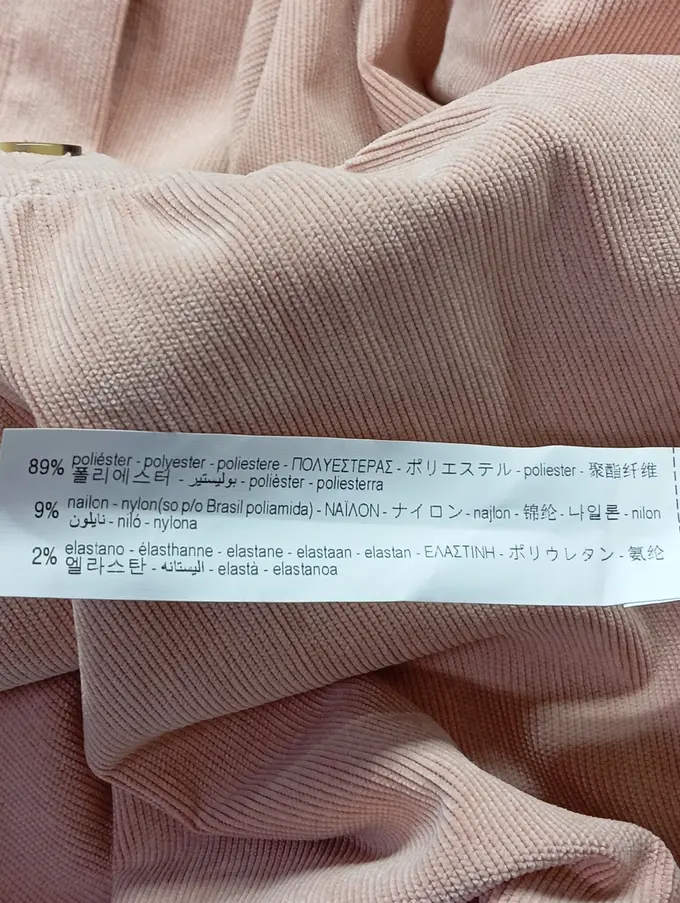 89% poliéster - polyester - poliestere - ΠΟΛΥΕΣΤΕΡΑΣ - ポリエステル - poliester - 聚酯纤维
폴리에스터 - بوليستير - polièster - poliesterra
9% nailon - nylon(so p/o Brasil poliamida) - ΝΑΪΛΟΝ - ナイロン - najlon - 锦纶 - 나일론 - nilon
نايلون - niló - nylona
2% elastano - élasthanne - elastane - elastaan - elastan - ΕΛΑΣΤΙΝΗ - ポリウレタン - 氨纶
엘라스탄 - اليستانه - elastà - elastanoa